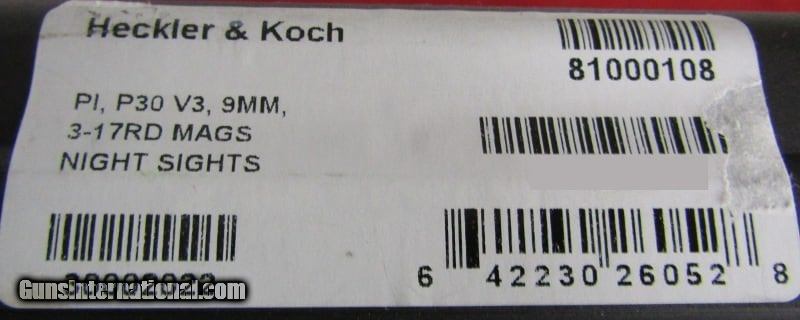 Heckler & Koch
81000108
PI, P30 V3, 9MM,
3-17RD MAGS
NIGHT SIGHTS
6 42230 26052 8
GunsInternational.com